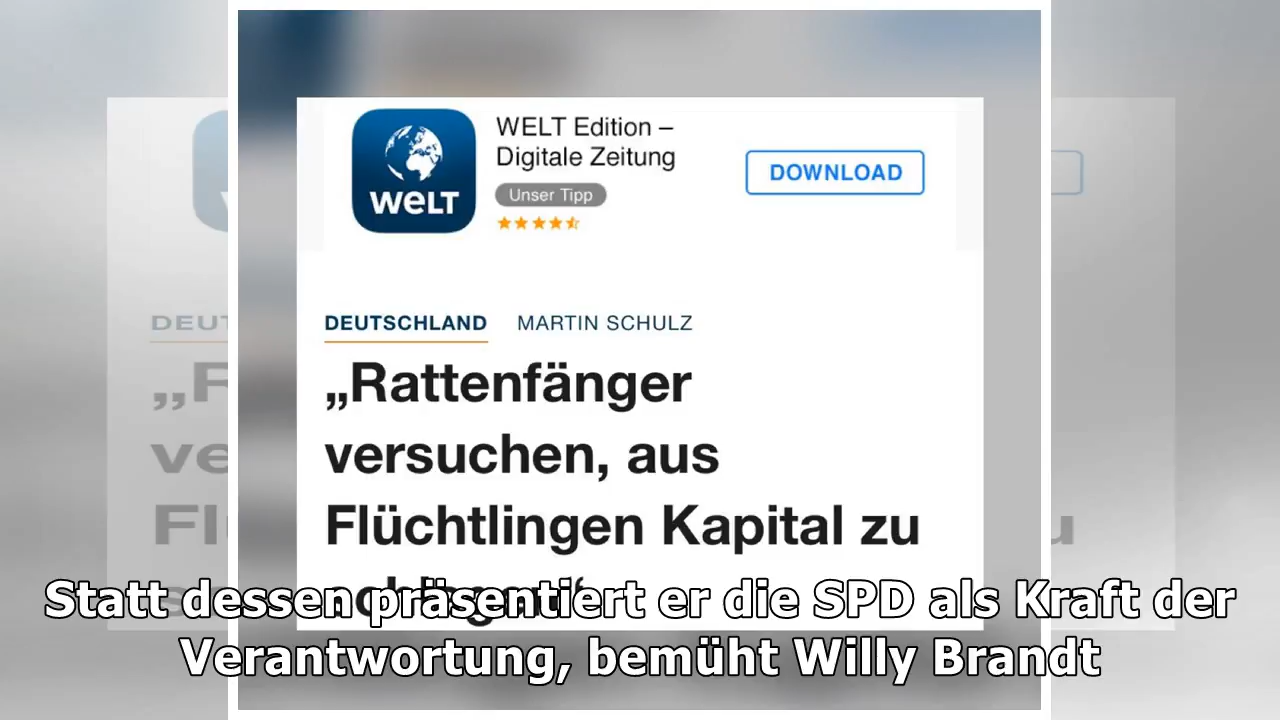 WELT Edition –
Digitale Zeitung
DOWNLOAD
Unser Tipp
WELT
DEUTSCHLAND MARTIN SCHULZ
„Rattenfänger
versuchen, aus
Flüchtlingen Kapital zu
Statt dessen präsentiert er die SPD als Kraft der
Verantwortung, bemüht Willy Brandt